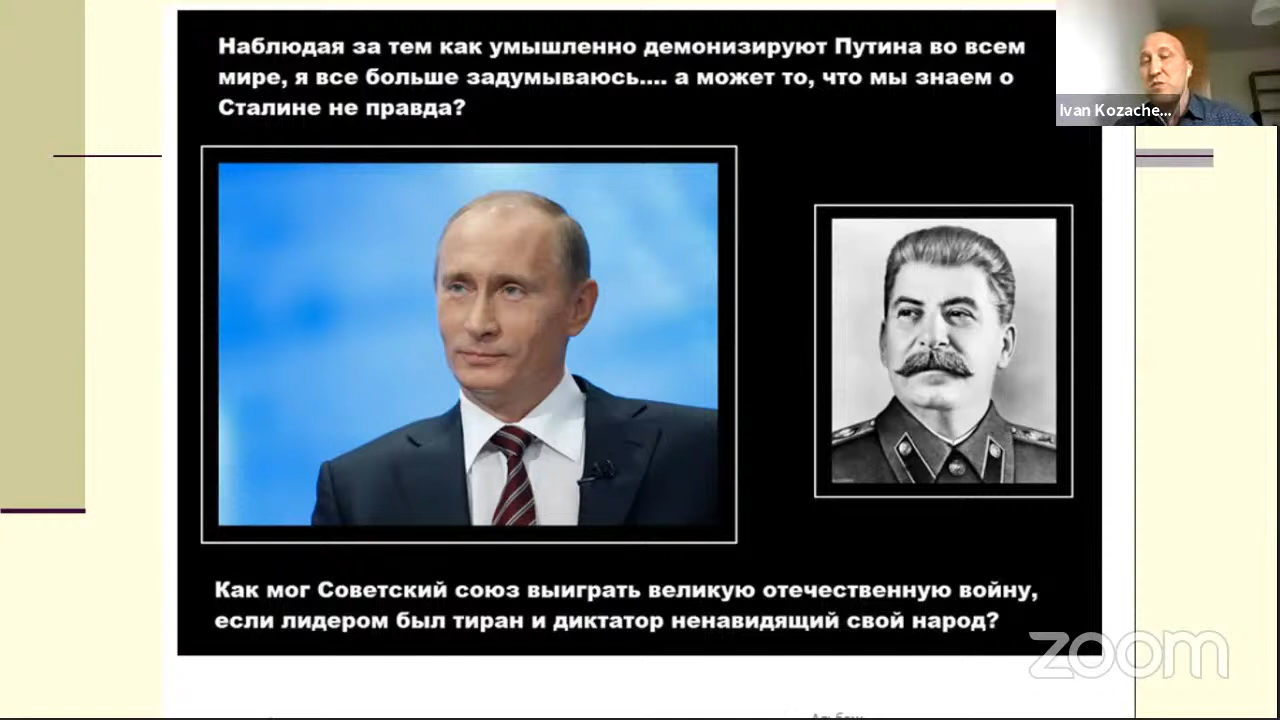 Наблюдая за тем как умышленно демонизируют Путина во всем
мире, я все больше задумываюсь.... а может то, что мы знаем о
Сталине не правда?
Ivan Kozache...
Как мог Советский союз выиграть великую отечественную войну,
если лидером был тиран и диктатор ненавидящий свой народ?
zoom